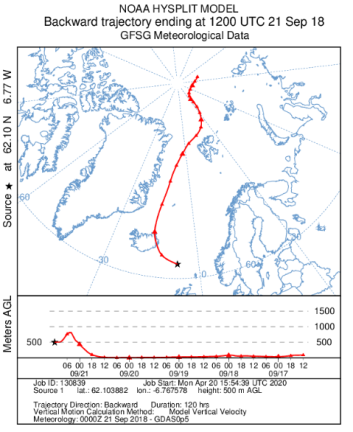 NOAA HYSPLIT MODEL
Backward trajectory ending at 1200 UTC 21 Sep 18
GFSG Meteorological Data
Source ★ at 62.10 N 6.77 W
60
-30
0
60
Meters AGL
1500
1000
500
500
06 00 18 12 06 00 18 12 06 00 18 12 06 00 18 12 06 00 18 12
09/21 09/20 09/19 09/18 09/17
Job ID: 130839 Job Start: Mon Apr 20 15:54:39 UTC 2020
Source 1 lat.: 62.103882 lon.: -6.767578 height: 500 m AGL
Trajectory Direction: Backward Duration: 120 hrs
Vertical Motion Calculation Method: Model Vertical Velocity
Meteorology: 0000Z 21 Sep 2018 - GDAS0p5